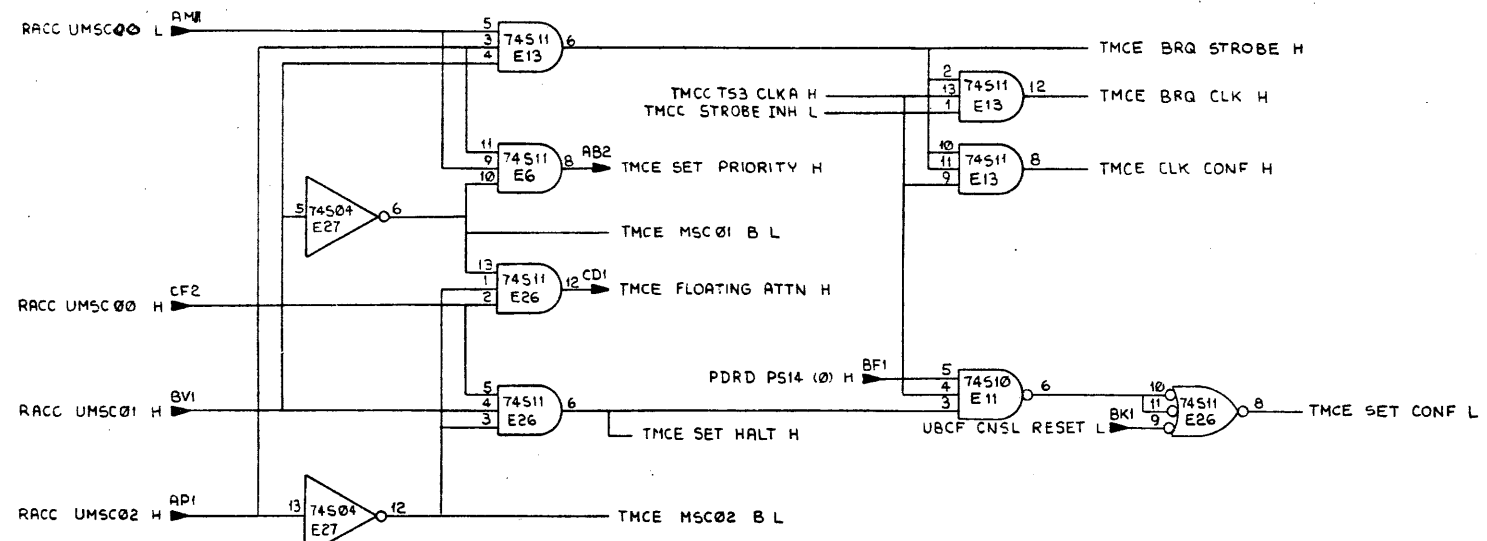 RACC UMSC00 L
5
3
4
74S11
E13
6
TMCE BRQ STROBE H
TMCC TS3 CLKA H
TMCC STROBE INH L
2
13
1
74S11
E13
12
TMCE BRQ CLK H
11
9
10
74S11
E6
8
AB2
TMCE SET PRIORITY H
10
11
9
74S11
E13
8
TMCE CLK CONF H
5
74S04
E27
6
TMCE MSC01 B L
RACC UMSC00 H
CF2
13
1
2
74S11
E26
12
CD1
TMCE FLOATING ATTN H
RACC UMSC01 H
BV1
5
4
3
74S11
E26
6
TMCE SET HALT H
PDRD PS14 (0) H
BF1
5
4
3
74S10
E11
6
UBCF CNSL RESET L
BK1
10
11
9
74S11
E26
8
TMCE SET CONF L
RACC UMSC02 H
AP1
13
74S04
E27
12
TMCE MSC02 B L